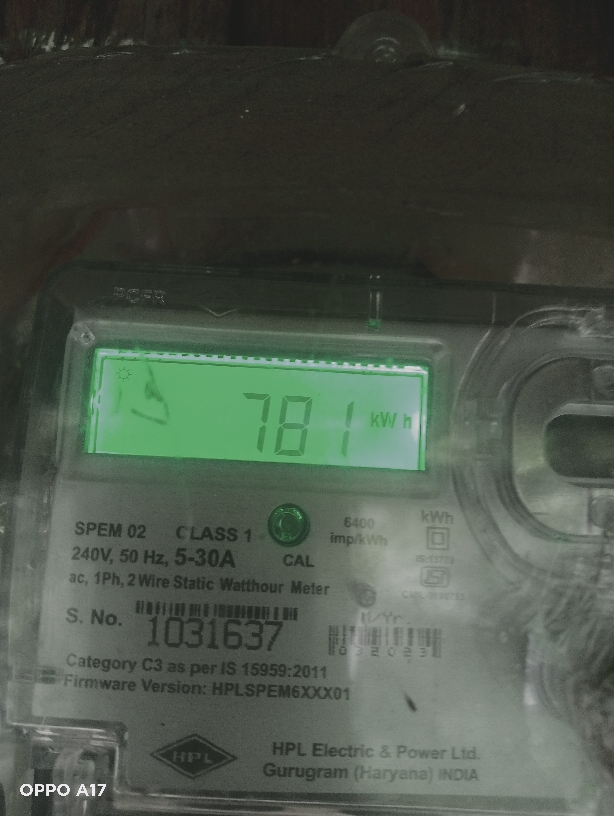 781 kWh
SPEM 02 CLASS 1
240V, 50 Hz, 5-30A
ac, 1Ph, 2 Wire Static Watthour Meter
CAL
6400
imp/kWh
kWh
S. No.
1031637
Category C3 as per IS 15959:2011
Firmware Version: HPLSPEM6XXX01
HPL
HPL Electric & Power Ltd.
Gurugram (Haryana) INDIA
OPPO A17